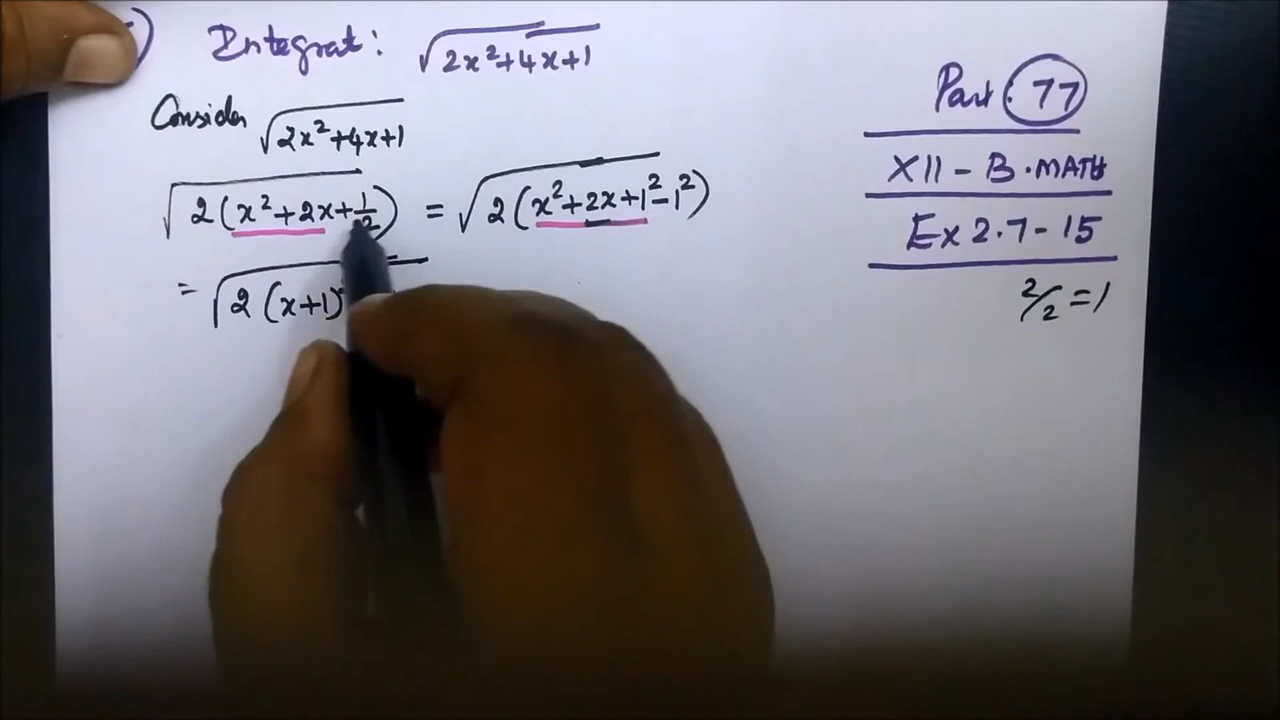 Integrat: √(2x²+4x+1)
Part: 77
Consider √(2x²+4x+1)
XII - B.MATH
√(2(x²+2x+1/2)) = √(2(x²+2x+1²-1²))
Ex 2.7-15
= √(2(x+1)
2/2 = 1